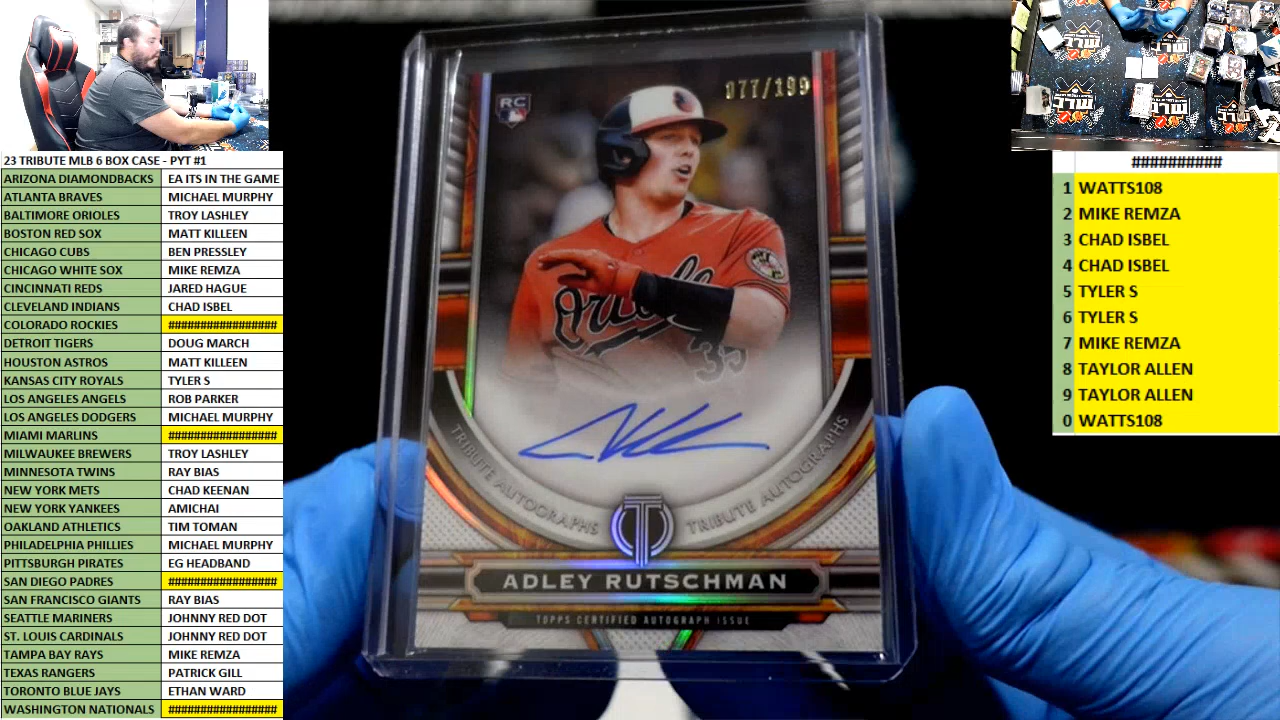 23 TRIBUTE MLB 6 BOX CASE - PYT #1
ARIZONA DIAMONDBACKS EA ITS IN THE GAME
ATLANTA BRAVES MICHAEL MURPHY
BALTIMORE ORIOLES TROY LASHLEY
BOSTON RED SOX MATT KILLEEN
CHICAGO CUBS BEN PRESSLEY
CHICAGO WHITE SOX MIKE REMZA
CINCINNATI REDS JARED HAGUE
CLEVELAND INDIANS CHAD ISBEL
COLORADO ROCKIES #################
DETROIT TIGERS DOUG MARCH
HOUSTON ASTROS MATT KILLEEN
KANSAS CITY ROYALS TYLER S
LOS ANGELES ANGELS ROB PARKER
LOS ANGELES DODGERS MICHAEL MURPHY
MIAMI MARLINS #################
MILWAUKEE BREWERS TROY LASHLEY
MINNESOTA TWINS RAY BIAS
NEW YORK METS CHAD KEENAN
NEW YORK YANKEES AMICHAI
OAKLAND ATHLETICS TIM TOMAN
PHILADELPHIA PHILLIES MICHAEL MURPHY
PITTSBURGH PIRATES EG HEADBAND
SAN DIEGO PADRES #################
SAN FRANCISCO GIANTS RAY BIAS
SEATTLE MARINERS JOHNNY RED DOT
ST. LOUIS CARDINALS JOHNNY RED DOT
TAMPA BAY RAYS MIKE REMZA
TEXAS RANGERS PATRICK GILL
TORONTO BLUE JAYS ETHAN WARD
WASHINGTON NATIONALS #################
RC
077/199
Orioles
35
TRIBUTE AUTOGRAPHS TRIBUTE AUTOGRAPHS
ADLEY RUTSCHMAN
TOPPS CERTIFIED AUTOGRAPH ISSUE
##########
1 WATTS108
2 MIKE REMZA
3 CHAD ISBEL
4 CHAD ISBEL
5 TYLER S
6 TYLER S
7 MIKE REMZA
8 TAYLOR ALLEN
9 TAYLOR ALLEN
0 WATTS108